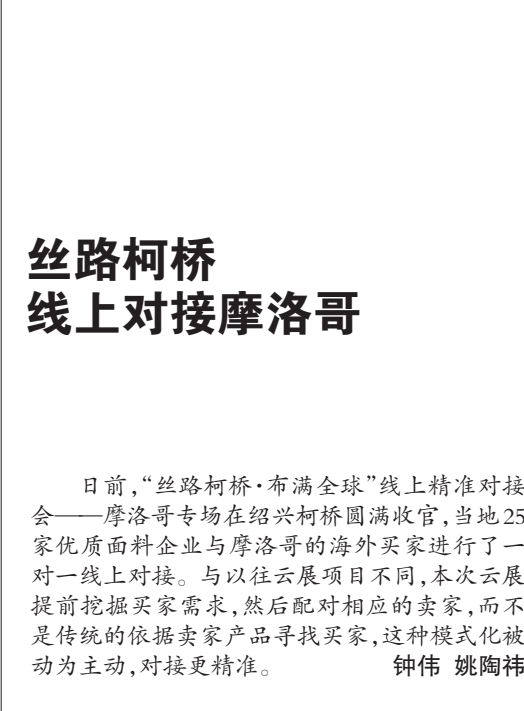 丝路柯桥
线上对接摩洛哥
日前,“丝路柯桥·布满全球”线上精准对接
会——摩洛哥专场在绍兴柯桥圆满收官,当地25
家优质面料企业与摩洛哥的海外买家进行了一
对一线上对接。与以往云展项目不同,本次云展
提前挖掘买家需求,然后配对相应的卖家,而不
是传统的依据卖家产品寻找买家,这种模式化被
动为主动,对接更精准。 钟伟 姚陶祎